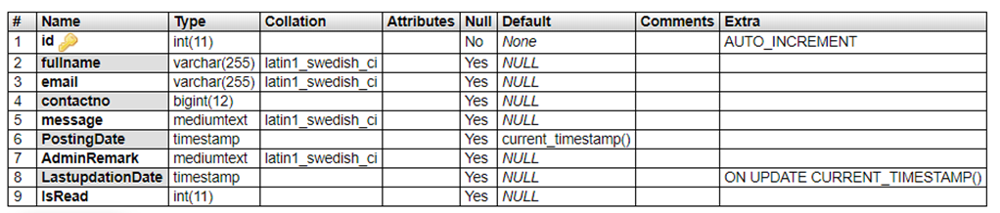 # Name Type Collation Attributes Null Default Comments Extra
1 id int(11) No None AUTO_INCREMENT
2 fullname varchar(255) latin1_swedish_ci Yes NULL
3 email varchar(255) latin1_swedish_ci Yes NULL
4 contactno bigint(12) Yes NULL
5 message mediumtext latin1_swedish_ci Yes NULL
6 PostingDate timestamp Yes current_timestamp()
7 AdminRemark mediumtext latin1_swedish_ci Yes NULL
8 LastupdationDate timestamp Yes NULL ON UPDATE CURRENT_TIMESTAMP()
9 IsRead int(11) Yes NULL